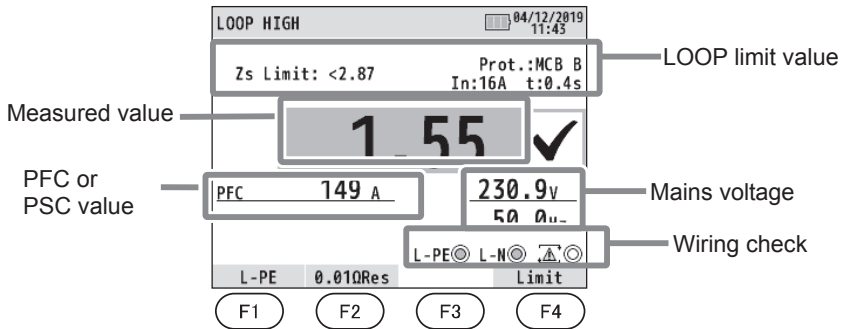 LOOP HIGH
04/12/2019
11:43
Zs Limit: <2.87
Prot.:MCB B
In:16A t:0.4s
LOOP limit value
Measured value
1.55
PFC or
PSC value
PFC 149 A
230.9V
50.0
Mains voltage
L-PE L-N
Wiring check
L-PE 0.01ΩRes Limit
F1 F2 F3 F4